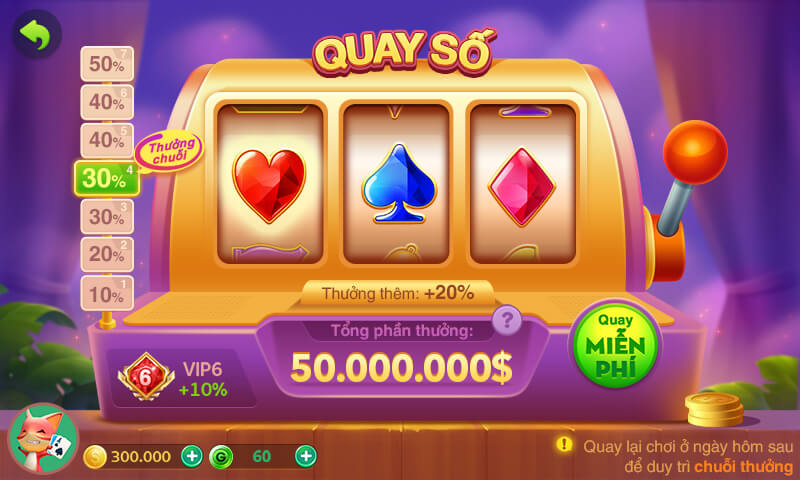 QUAY SỐ
50% 7
40% 6
40% 5
Thưởng
chuỗi
30% 4
30% 3
20% 2
10% 1
Thưởng thêm: +20%
Tổng phần thưởng:
?
50.000.000$
Quay
MIỄN
PHÍ
6
VIP6
+10%
300.000
G
60
! Quay lại chơi ở ngày hôm sau
để duy trì chuỗi thưởng